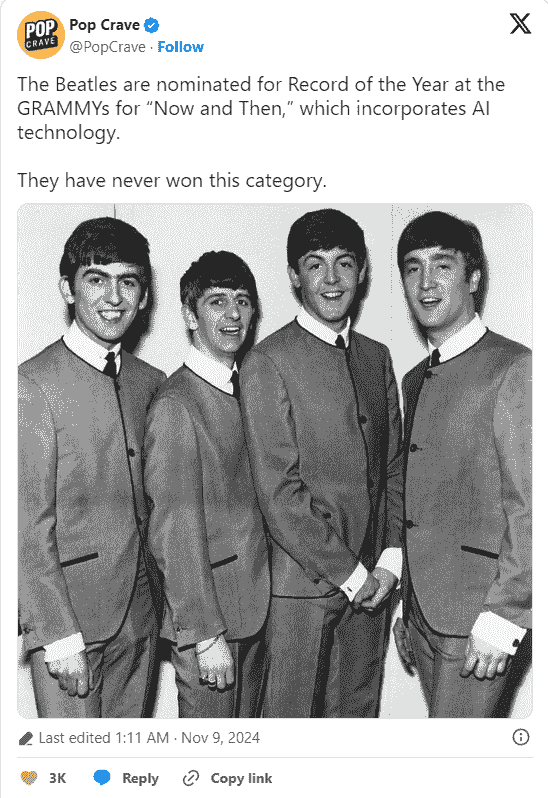 POP
CRAVE
Pop Crave
X
@PopCrave · Follow
The Beatles are nominated for Record of the Year at the
GRAMMYs for “Now and Then,” which incorporates AI
technology.
They have never won this category.
Last edited 1:11 AM · Nov 9, 2024
3K
Reply
Copy link